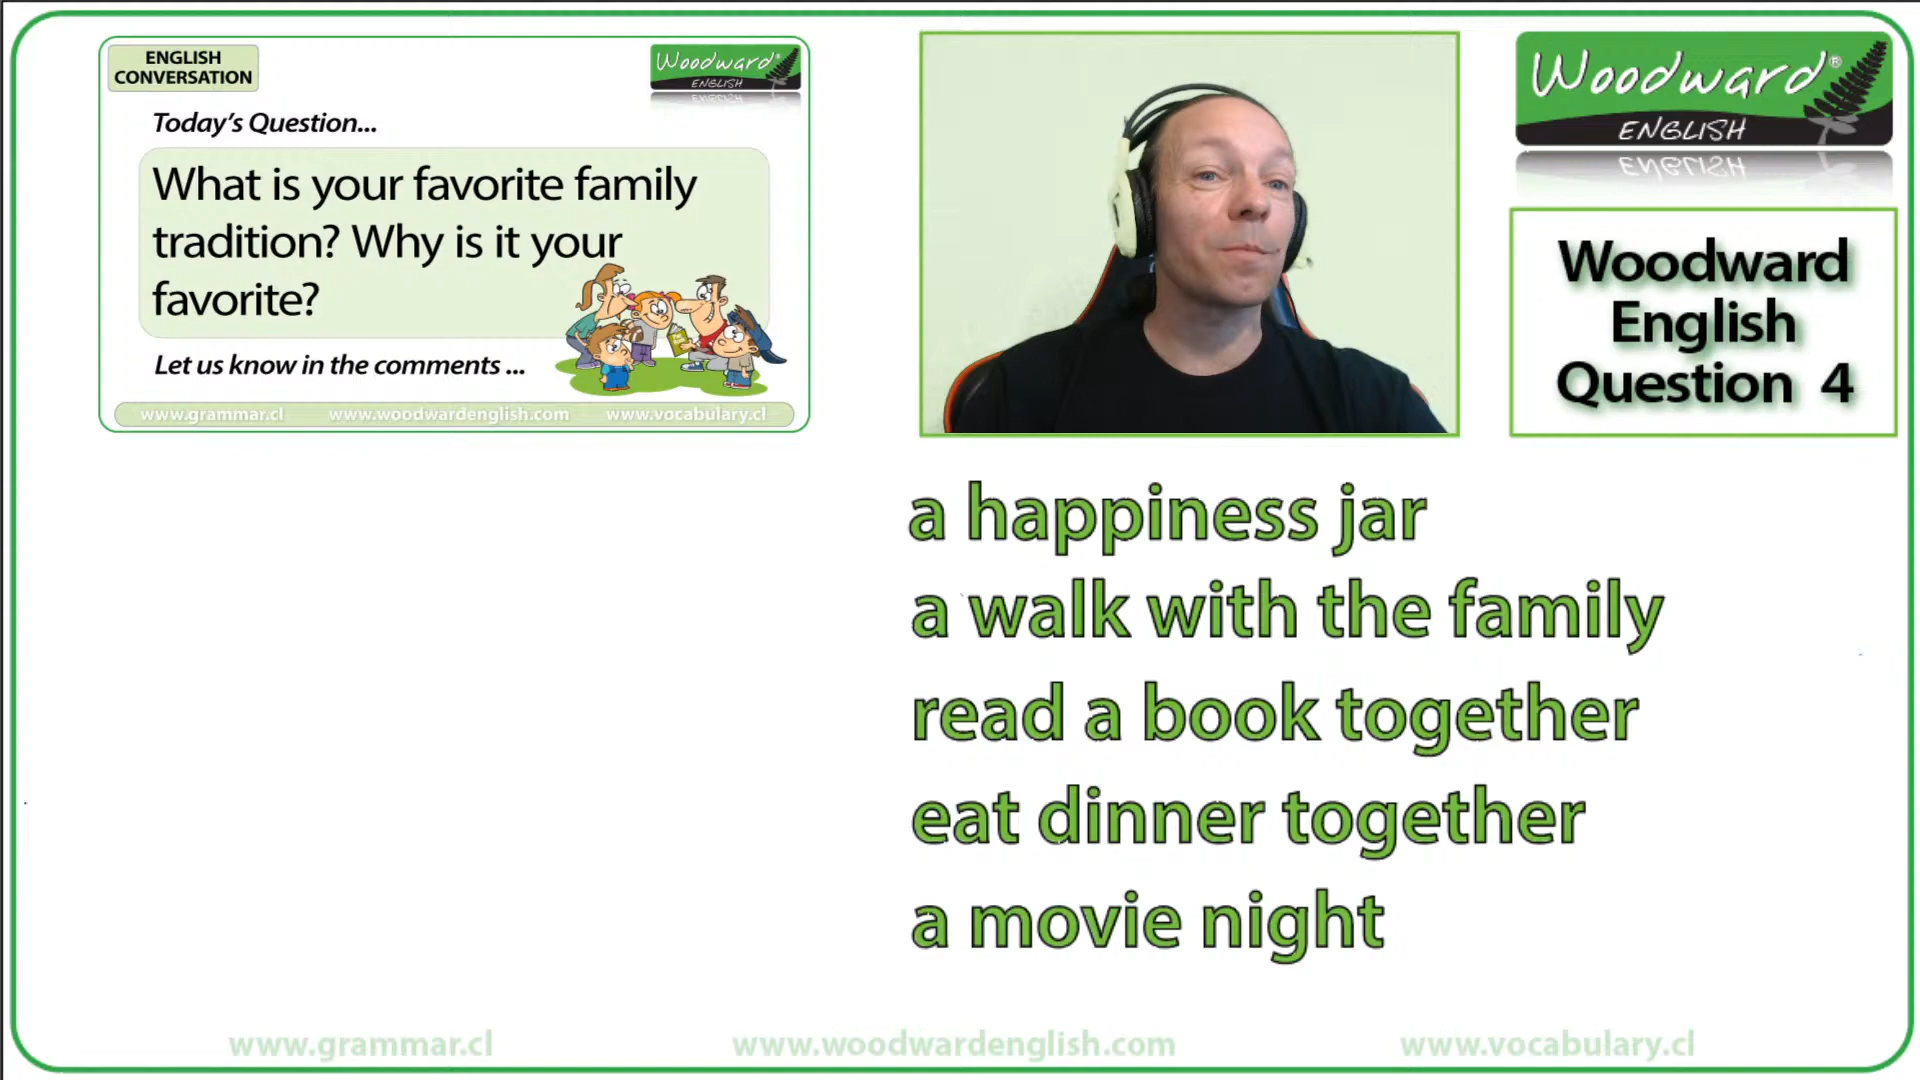 ENGLISH
CONVERSATION
Woodward
ENGLISH
Today's Question...
What is your favorite family
tradition? Why is it your
favorite?
Let us know in the comments ...
www.grammar.cl www.woodwardenglish.com www.vocabulary.cl
Woodward®
ENGLISH
Woodward
English
Question 4
a happiness jar
a walk with the family
read a book together
eat dinner together
a movie night
www.grammar.cl www.woodwardenglish.com www.vocabulary.cl